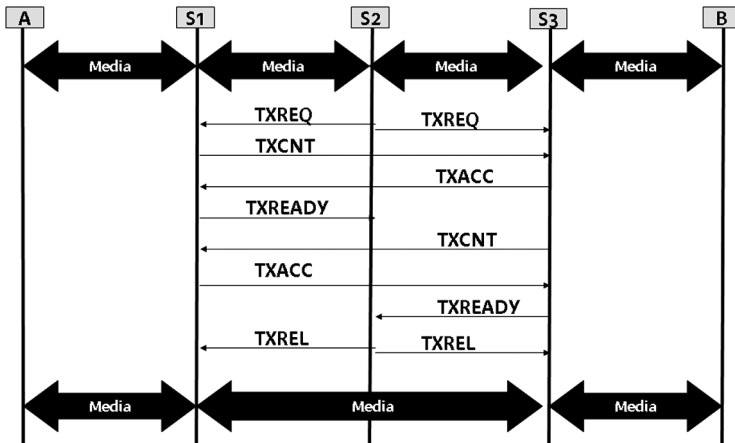 A S1 S2 S3 B
Media Media Media Media
TXREQ TXREQ
TXCNT
TXACC
TXREADY
TXCNT
TXACC
TXREADY
TXREL TXREL
Media Media Media